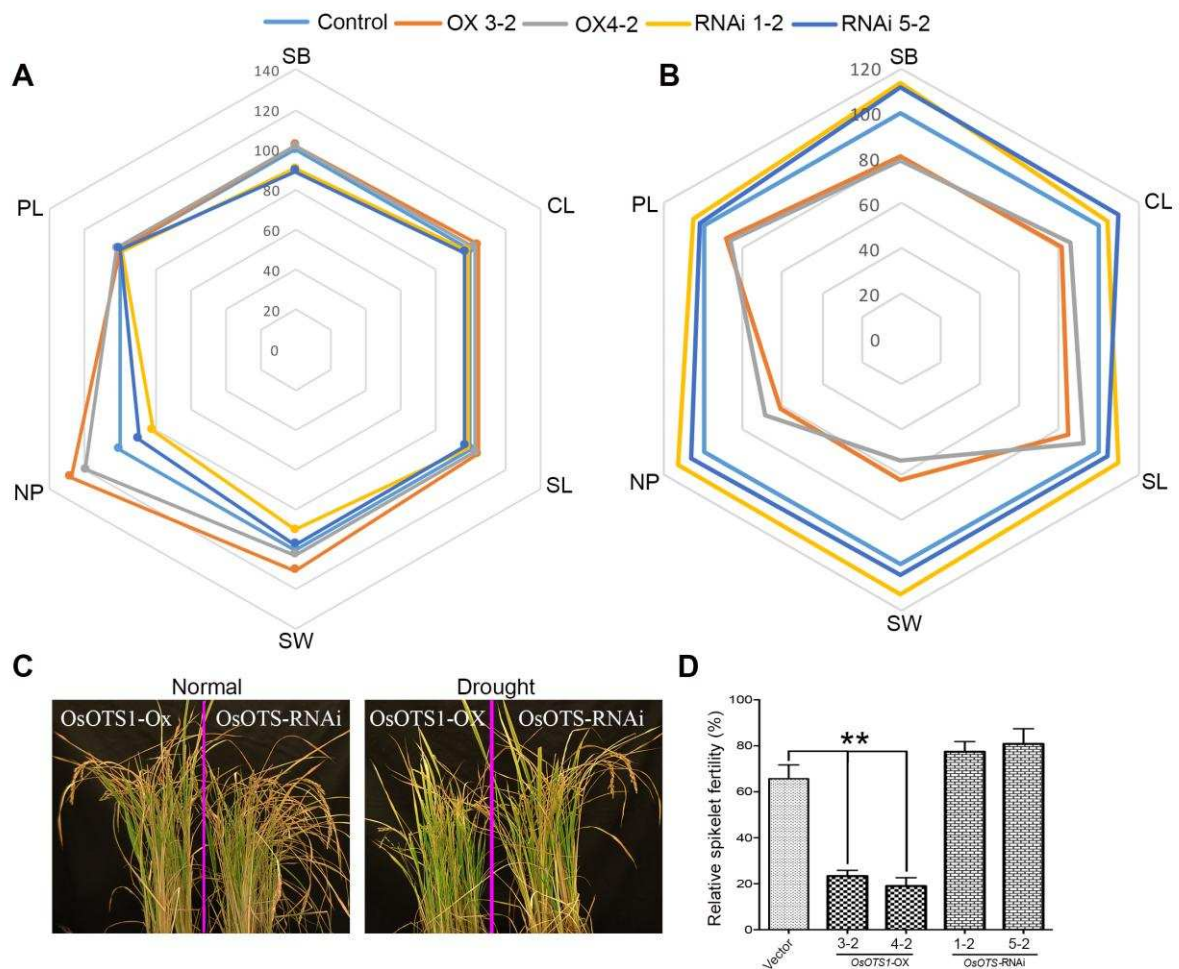 Control OX 3-2 OX4-2 RNAi 1-2 RNAi 5-2
A
SB
140
120
100
80
60
40
20
0
PL
CL
NP
SL
SW
B
SB
120
100
80
60
40
20
0
PL
CL
NP
SL
SW
C
Normal
Drought
OsOTS1-Ox
OsOTS-RNAi
OsOTS1-OX
OsOTS-RNAi
D
Relative spikelet fertility (%)
100
80
60
40
20
0
**
Vector
3-2 4-2 1-2 5-2
OsOTS1-OX OsOTS-RNAi